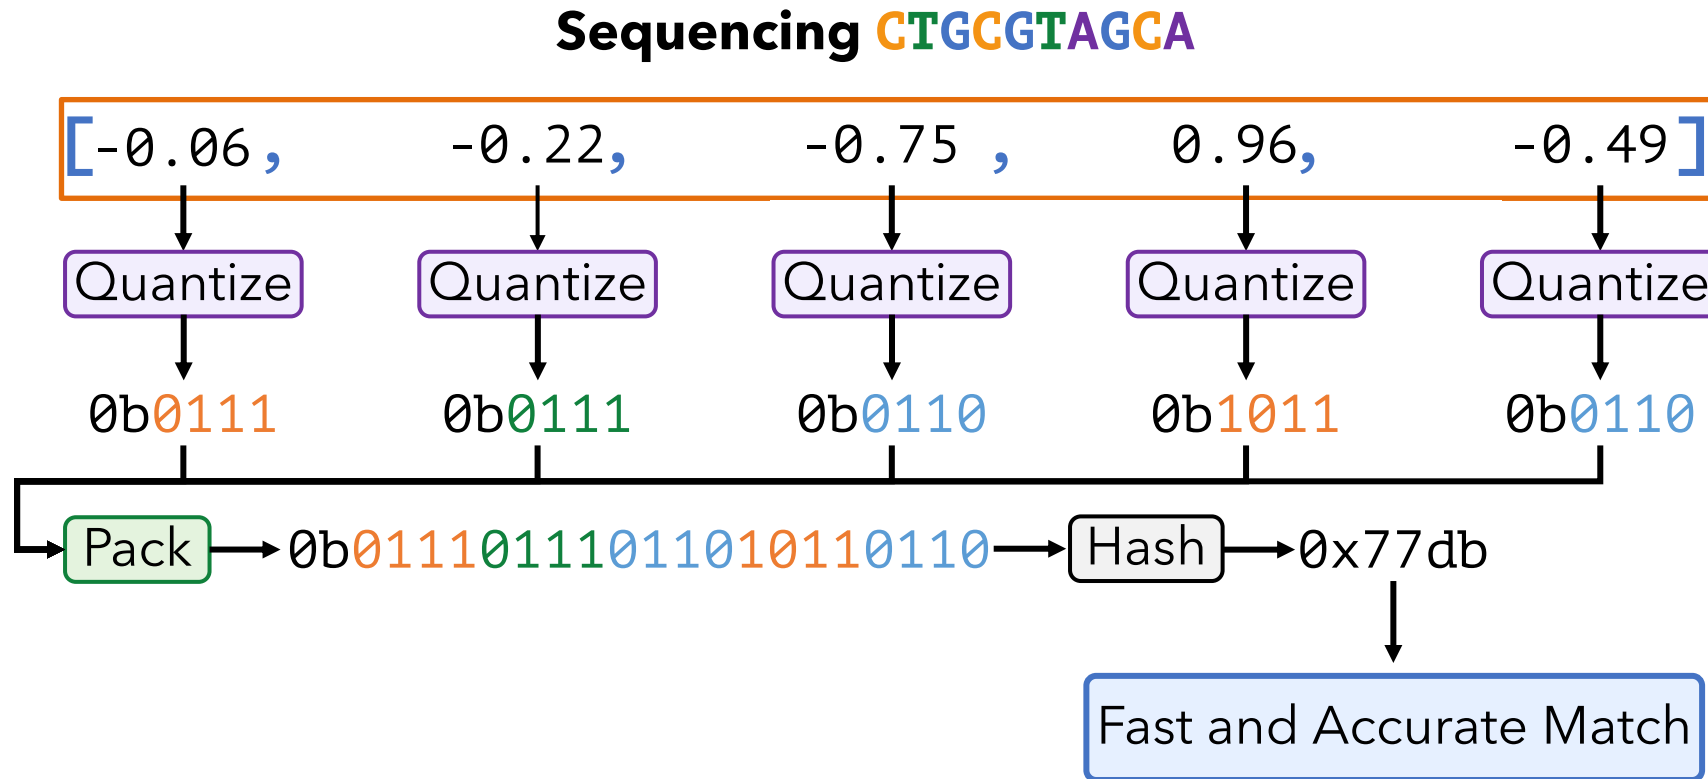 Sequencing CTGCGTAGCA
[-0.06, -0.22, -0.75 , 0.96, -0.49]
Quantize Quantize Quantize Quantize Quantize
0b0111 0b0111 0b0110 0b1011 0b0110
Pack 0b01110111011010110110 Hash 0x77db
Fast and Accurate Match